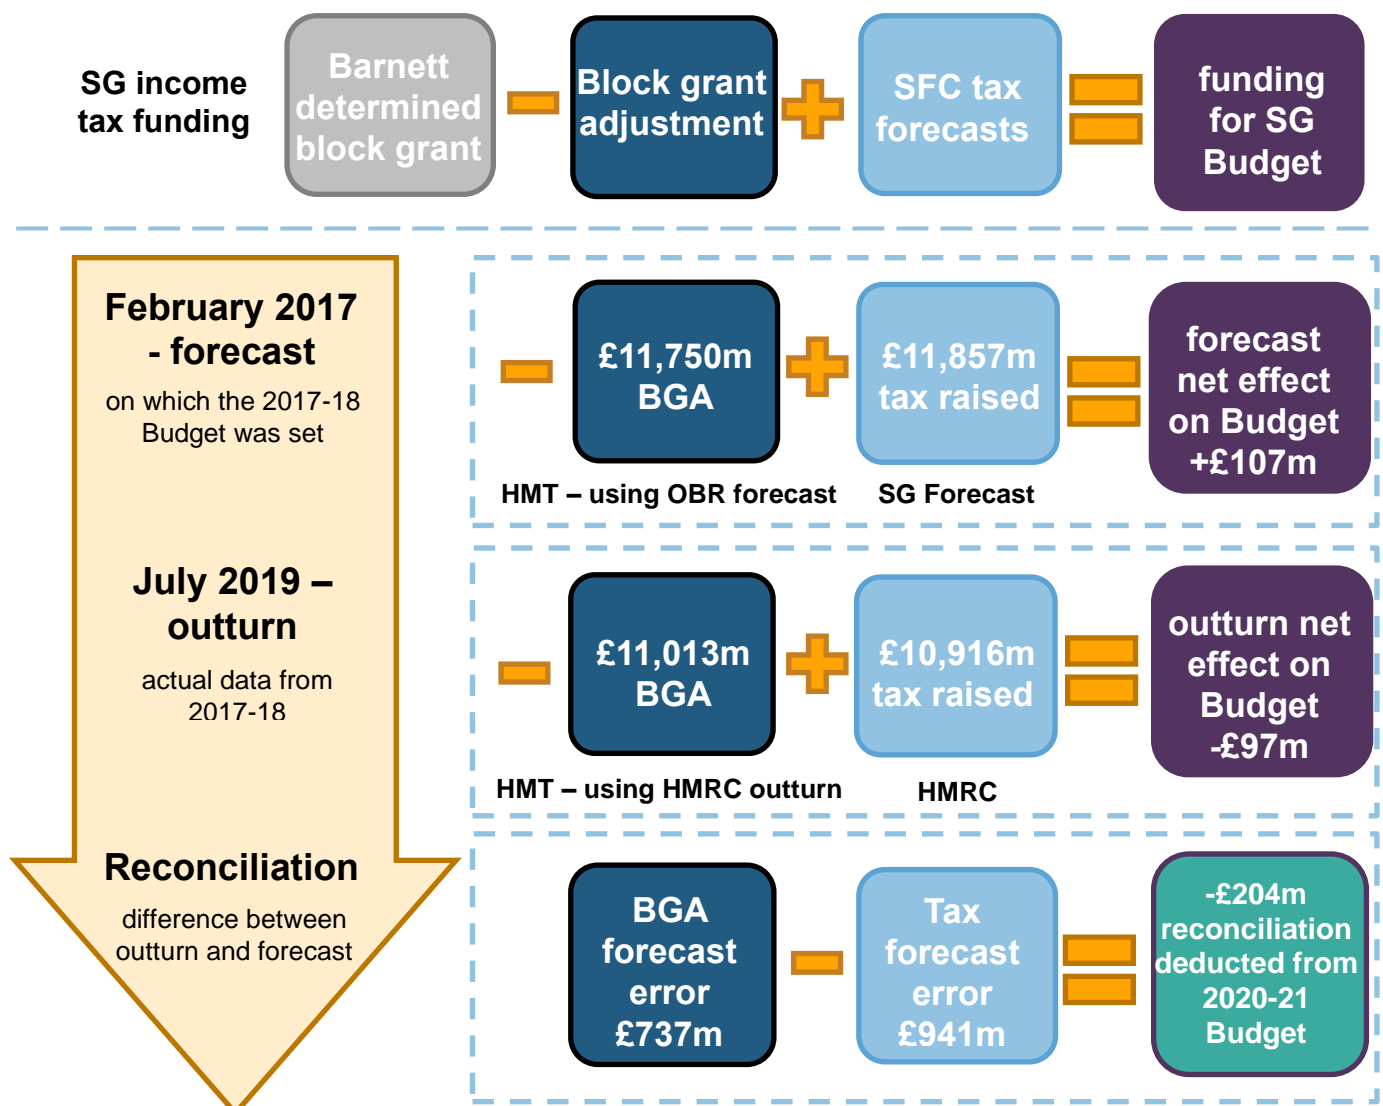 SG income
tax funding
Barnett
determined
block grant
Block grant
adjustment
SFC tax
forecasts
funding
for SG
Budget
February 2017
- forecast
on which the 2017-18
Budget was set
£11,750m
BGA
£11,857m
tax raised
forecast
net effect
on Budget
+£107m
HMT – using OBR forecast
SG Forecast
July 2019 –
outturn
actual data from
2017-18
£11,013m
BGA
£10,916m
tax raised
outturn net
effect on
Budget
-£97m
HMT – using HMRC outturn
HMRC
Reconciliation
difference between
outturn and forecast
BGA
forecast
error
£737m
Tax
forecast
error
£941m
-£204m
reconciliation
deducted from
2020-21
Budget